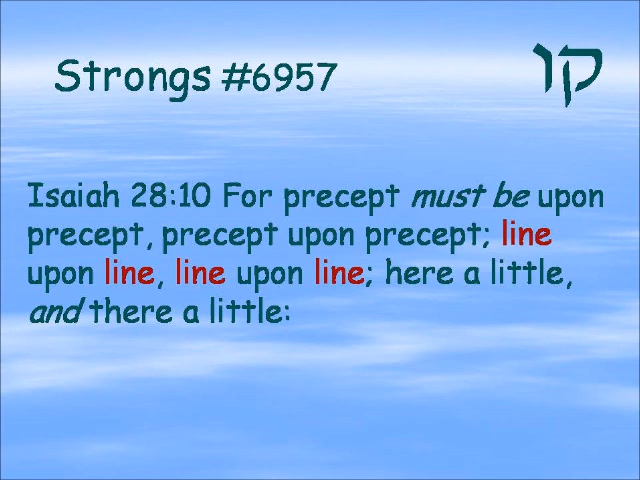 Strongs #6957 קו
Isaiah 28:10 For precept must be upon
precept, precept upon precept; line
upon line, line upon line; here a little,
and there a little: